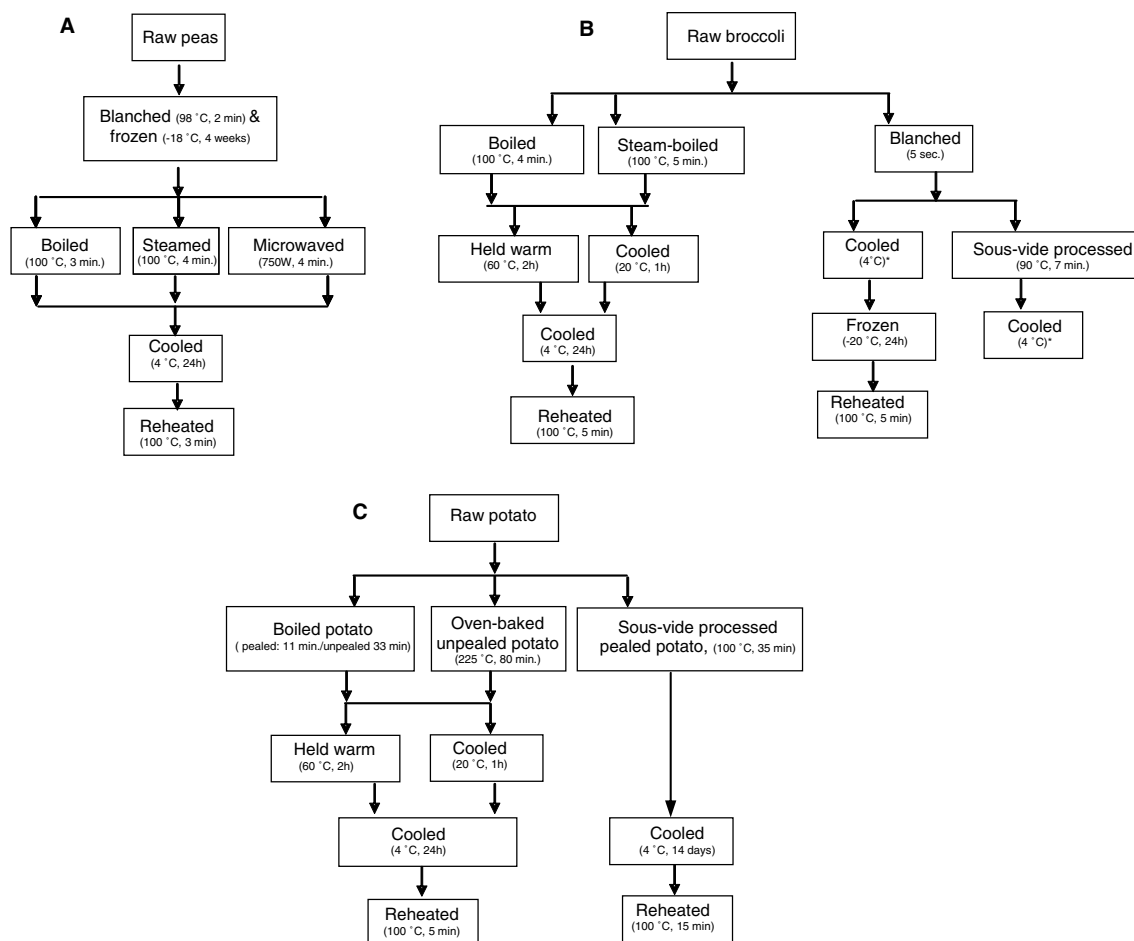 A
Raw peas
Blanched (98 ˚C, 2 min) &
frozen (-18 ˚C, 4 weeks)
Boiled
(100 ˚C, 3 min.)
Steamed
(100 ˚C, 4 min.)
Microwaved
(750W, 4 min.)
Cooled
(4 ˚C, 24h)
Reheated
(100 ˚C, 3 min)
B
Raw broccoli
Boiled
(100 ˚C, 4 min.)
Steam-boiled
(100 ˚C, 5 min.)
Blanched
(5 sec.)
Held warm
(60 ˚C, 2h)
Cooled
(20 ˚C, 1h)
Cooled
(4˚C)*
Sous-vide processed
(90 ˚C, 7 min.)
Cooled
(4 ˚C, 24h)
Frozen
(-20 ˚C, 24h)
Cooled
(4 ˚C)*
Reheated
(100 ˚C, 5 min)
Reheated
(100 ˚C, 5 min)
C
Raw potato
Boiled potato
( pealed: 11 min./unpealed 33 min)
Oven-baked
unpealed potato
(225 ˚C, 80 min.)
Sous-vide processed
pealed potato, (100 ˚C, 35 min)
Held warm
(60 ˚C, 2h)
Cooled
(20 ˚C, 1h)
Cooled
(4 ˚C, 24h)
Cooled
(4 ˚C, 14 days)
Reheated
(100 ˚C, 5 min)
Reheated
(100 ˚C, 15 min)